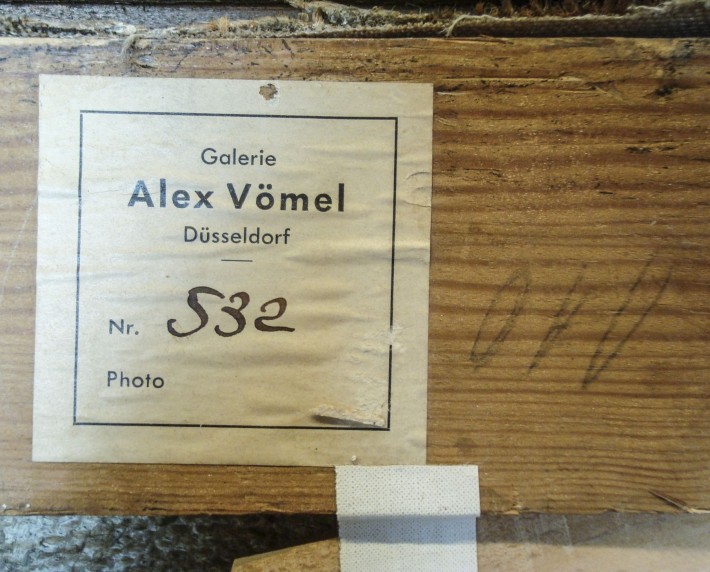 Galerie
Alex Vömel
Düsseldorf
Nr. 532
Photo